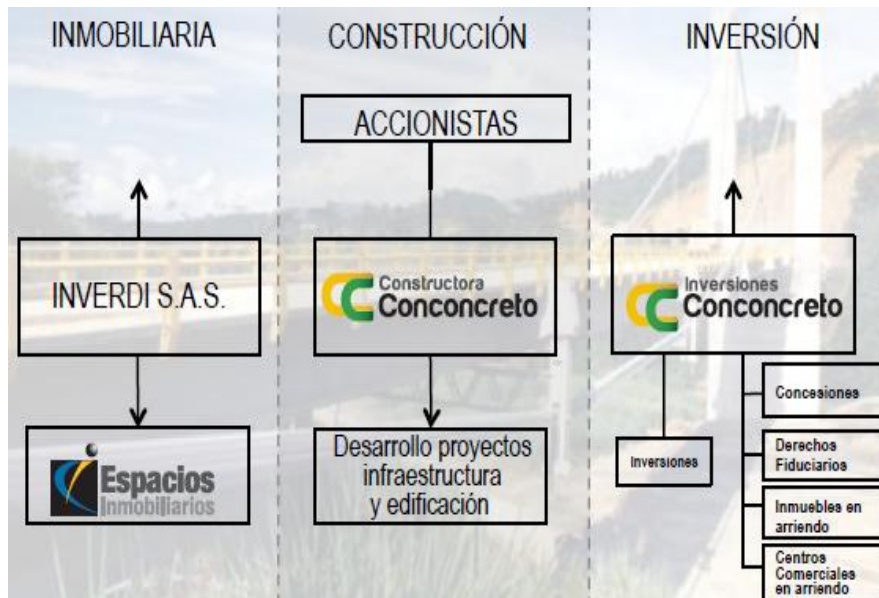 INMOBILIARIA
INVERDI S.A.S.
Espacios
Inmobiliarios
CONSTRUCCIÓN
ACCIONISTAS
Constructora
Conconcreto
Desarrollo proyectos
infraestructura
y edificación
INVERSIÓN
Inversiones
Conconcreto
Inversiones
Concesiones
Derechos
Fiduciarios
Inmuebles en
arriendo
Centros
Comerciales
en arriendo